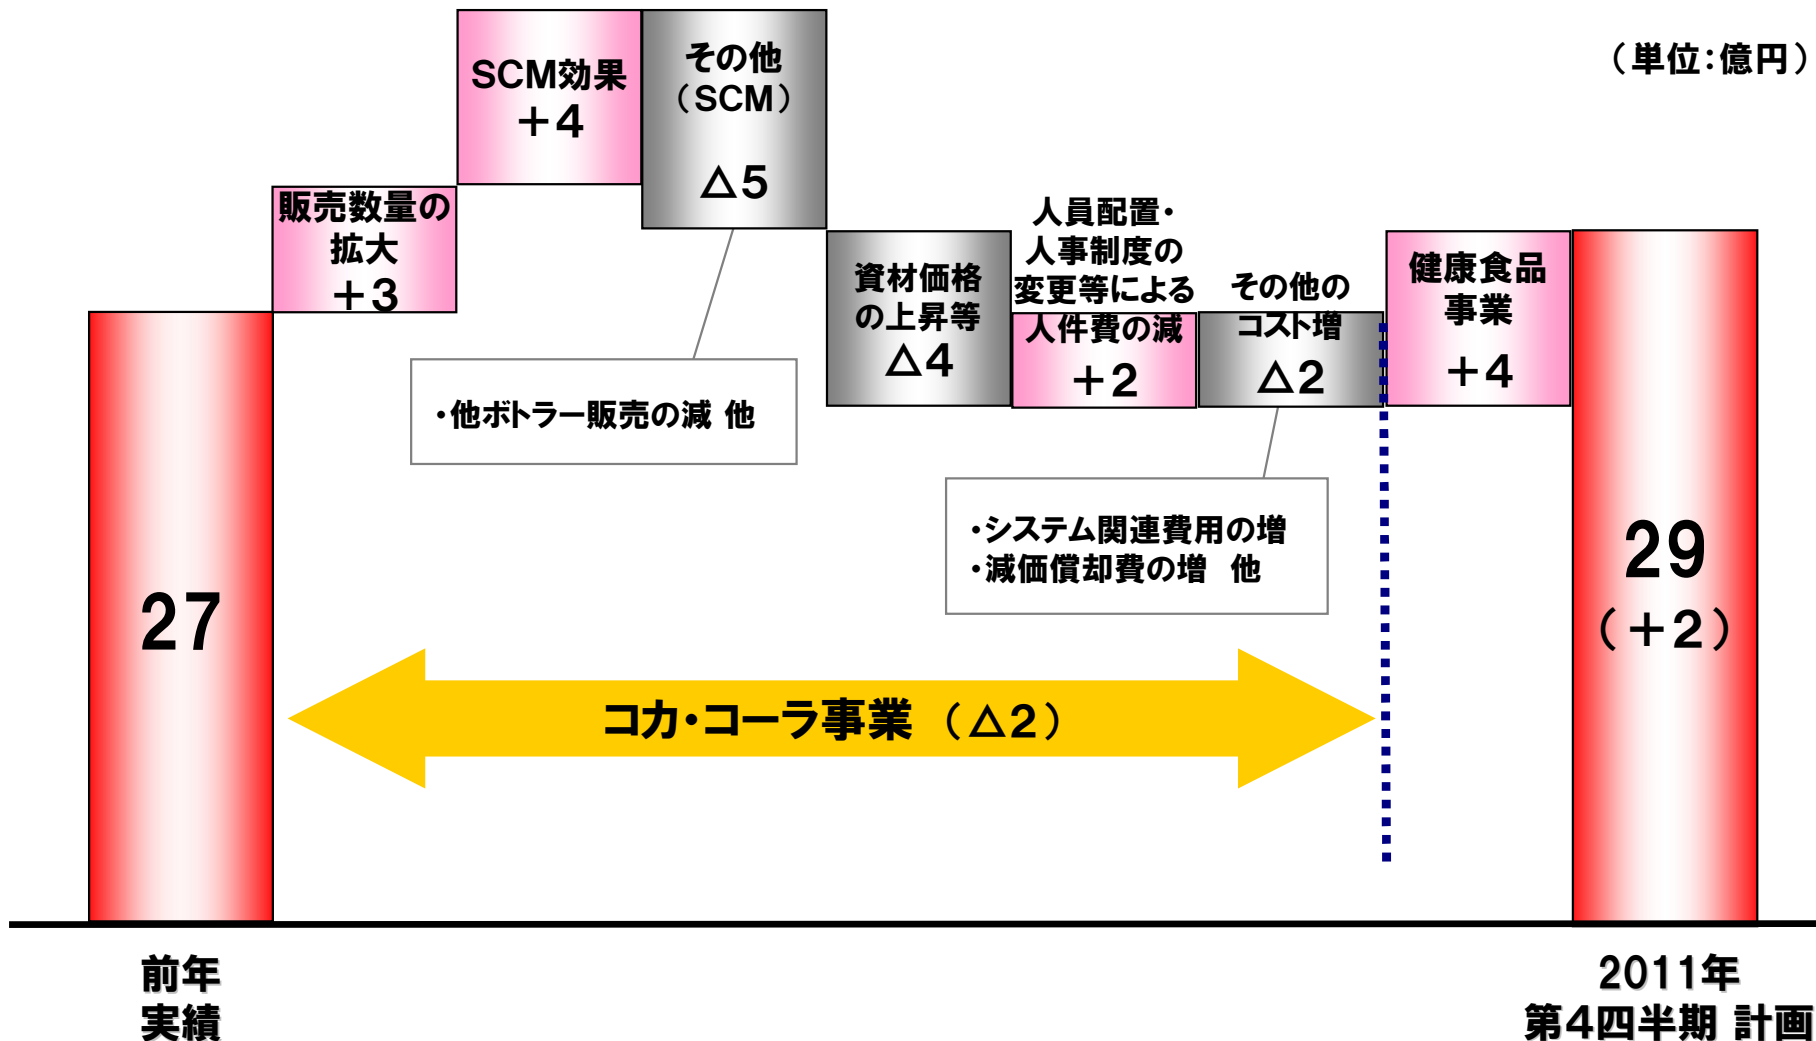 （単位：億円）
SCM効果
＋4
その他
（SCM）
△5
販売数量の
拡大
＋3
資材価格
の上昇等
△4
人員配置・
人事制度の
変更等による
人件費の減
＋2
その他の
コスト増
△2
健康食品
事業
＋4
・他ボトラー販売の減 他
・システム関連費用の増
・減価償却費の増　他
27
29
（＋2）
コカ・コーラ事業（△2）
前年
実績
2011年
第4四半期 計画